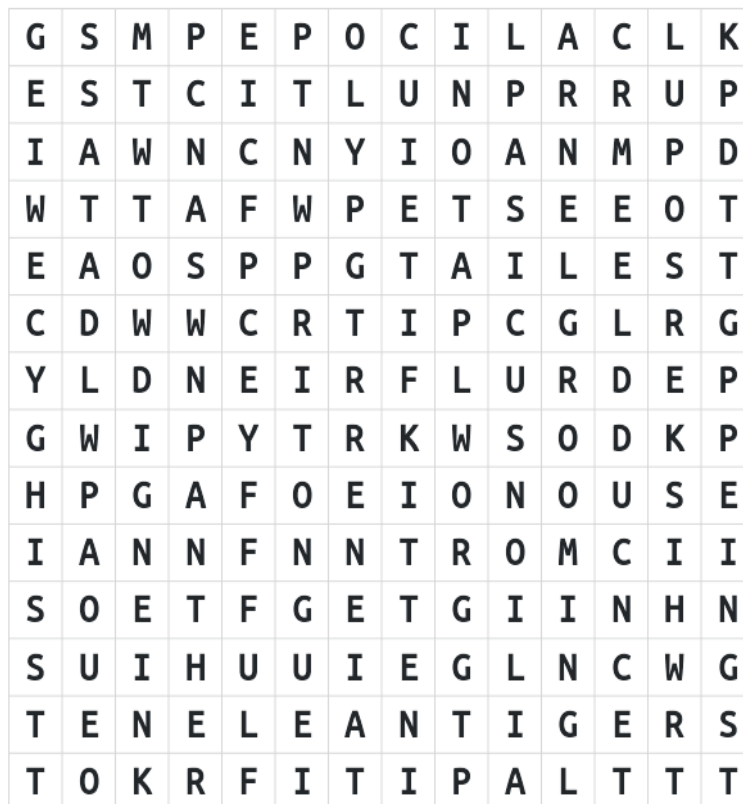 G S M P E P O C I L A C L K
E S T C I T L U N P R R U P
I A W N C N Y I O A N M P D
W T T A F W P E T S E E O T
E A O S P P G T A I L E S T
C D W W C R T I P C G L R G
Y L D N E I R F L U R D E P
G W I P Y T R K W S O D K P
H P G A F O E I O N O U S E
I A N N F N N T R O M C I I
S O E T F G E T G I I N H N
S U I H U U I E G L N C W G
T E N E L E A N T I G E R S
T O K R F I T I P A L T T T